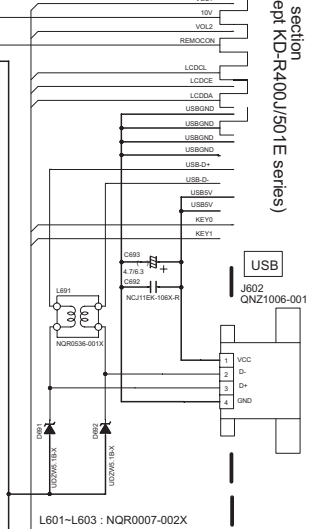 section
ept KD-R400J/501E series)
10V
VOL2
REMOCON
LCDCL
LCDCE
LCDDA
USBGND
USBGND
USBGND
USBGND
USB-D+
USB-D-
USB5V
USB5V
KEY0
KEY1
C693
4.7/6.3
+
C692
NCJ11EK-106X-R
USB
J602
QNZ1006-001
L691
NQR0536-001X
1 VCC
2 D-
3 D+
4 GND
D691
UDZW5.1B-X
D692
UDZW5.1B-X
L601~L603 : NQR0007-002X